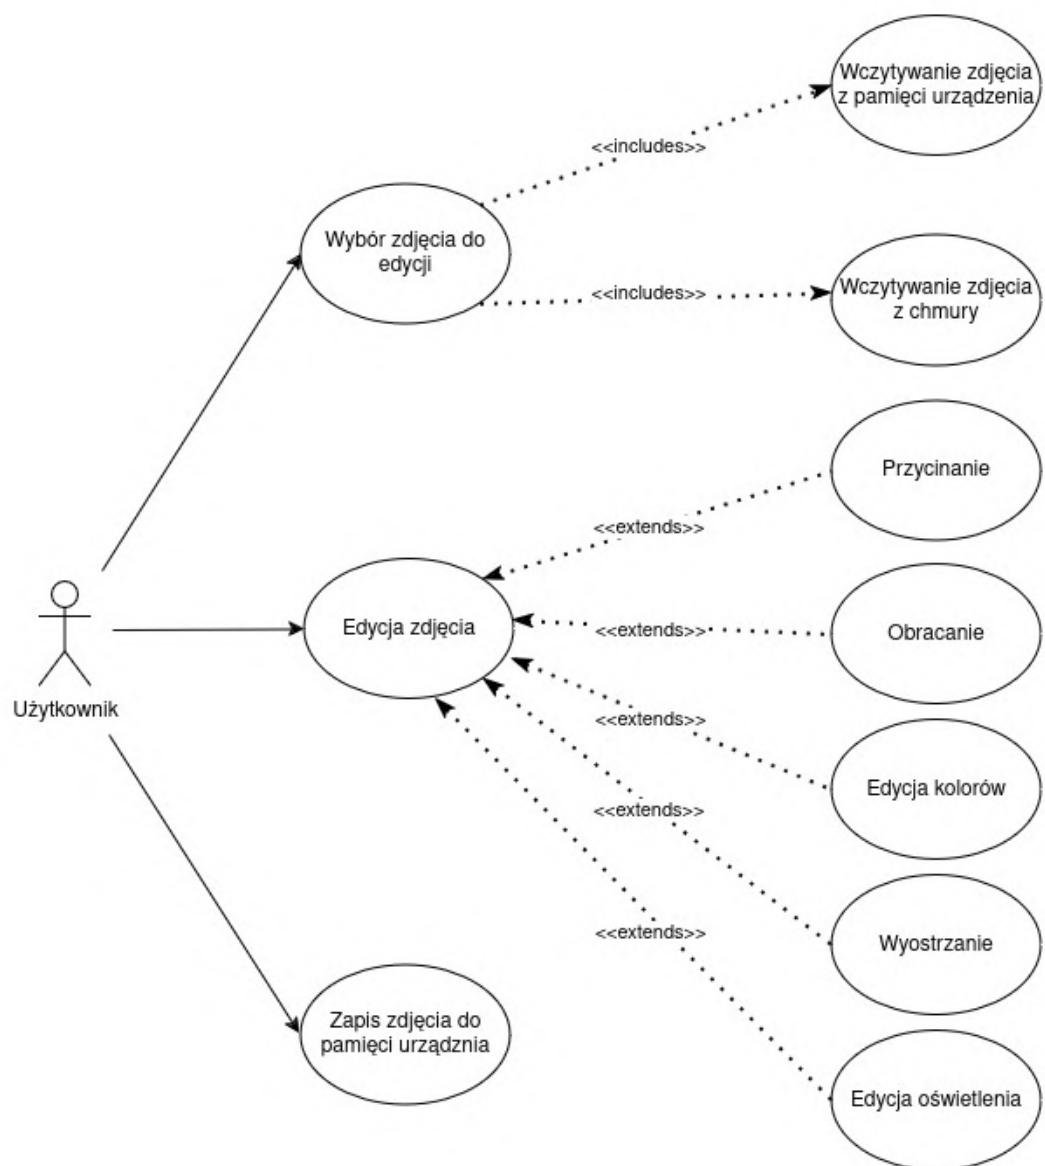 Wczytywanie zdjęcia
z pamięci urządzenia
<<includes>>
Wybór zdjęcia do
edycji
<<includes>>
Wczytywanie zdjęcia
z chmury
Przycinanie
<<extends>>
Edycja zdjęcia
<<extends>>
Obracanie
Użytkownik
<<extends>>
Edycja kolorów
<<extends>>
Wyostrzanie
<<extends>>
Zapis zdjęcia do
pamięci urządznia
Edycja oświetlenia